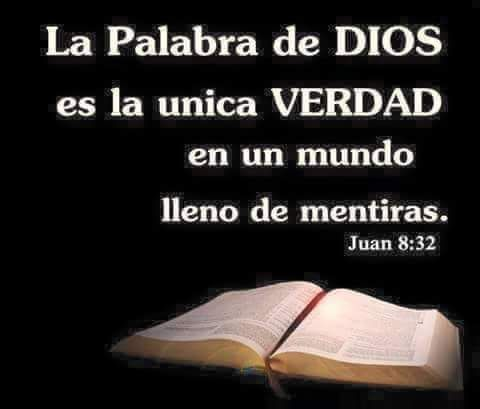 La Palabra de DIOS
es la unica VERDAD
en un mundo
lleno de mentiras.
Juan 8:32